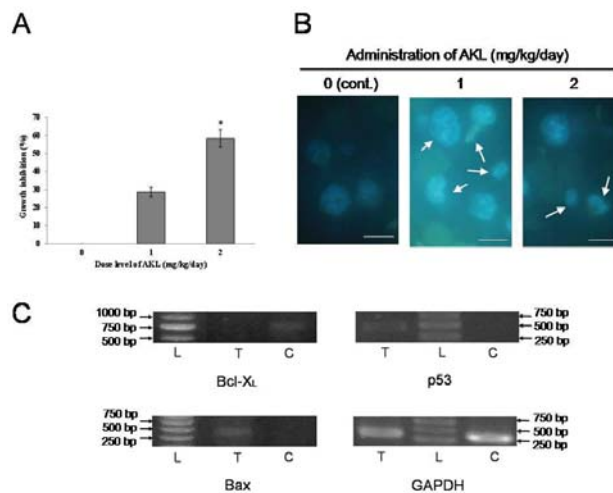 A
Growth inhibition (%)
70
60
50
40
30
20
10
0
*
0 1 2
Dose level of AKL (mg/kg/day)
B
Administration of AKL (mg/kg/day)
0 (cont.) 1 2
C
1000 bp
750 bp
500 bp
L T C
Bcl-XL
750 bp
500 bp
250 bp
T L C
p53
750 bp
500 bp
250 bp
L T C
Bax
750 bp
500 bp
250 bp
T L C
GAPDH